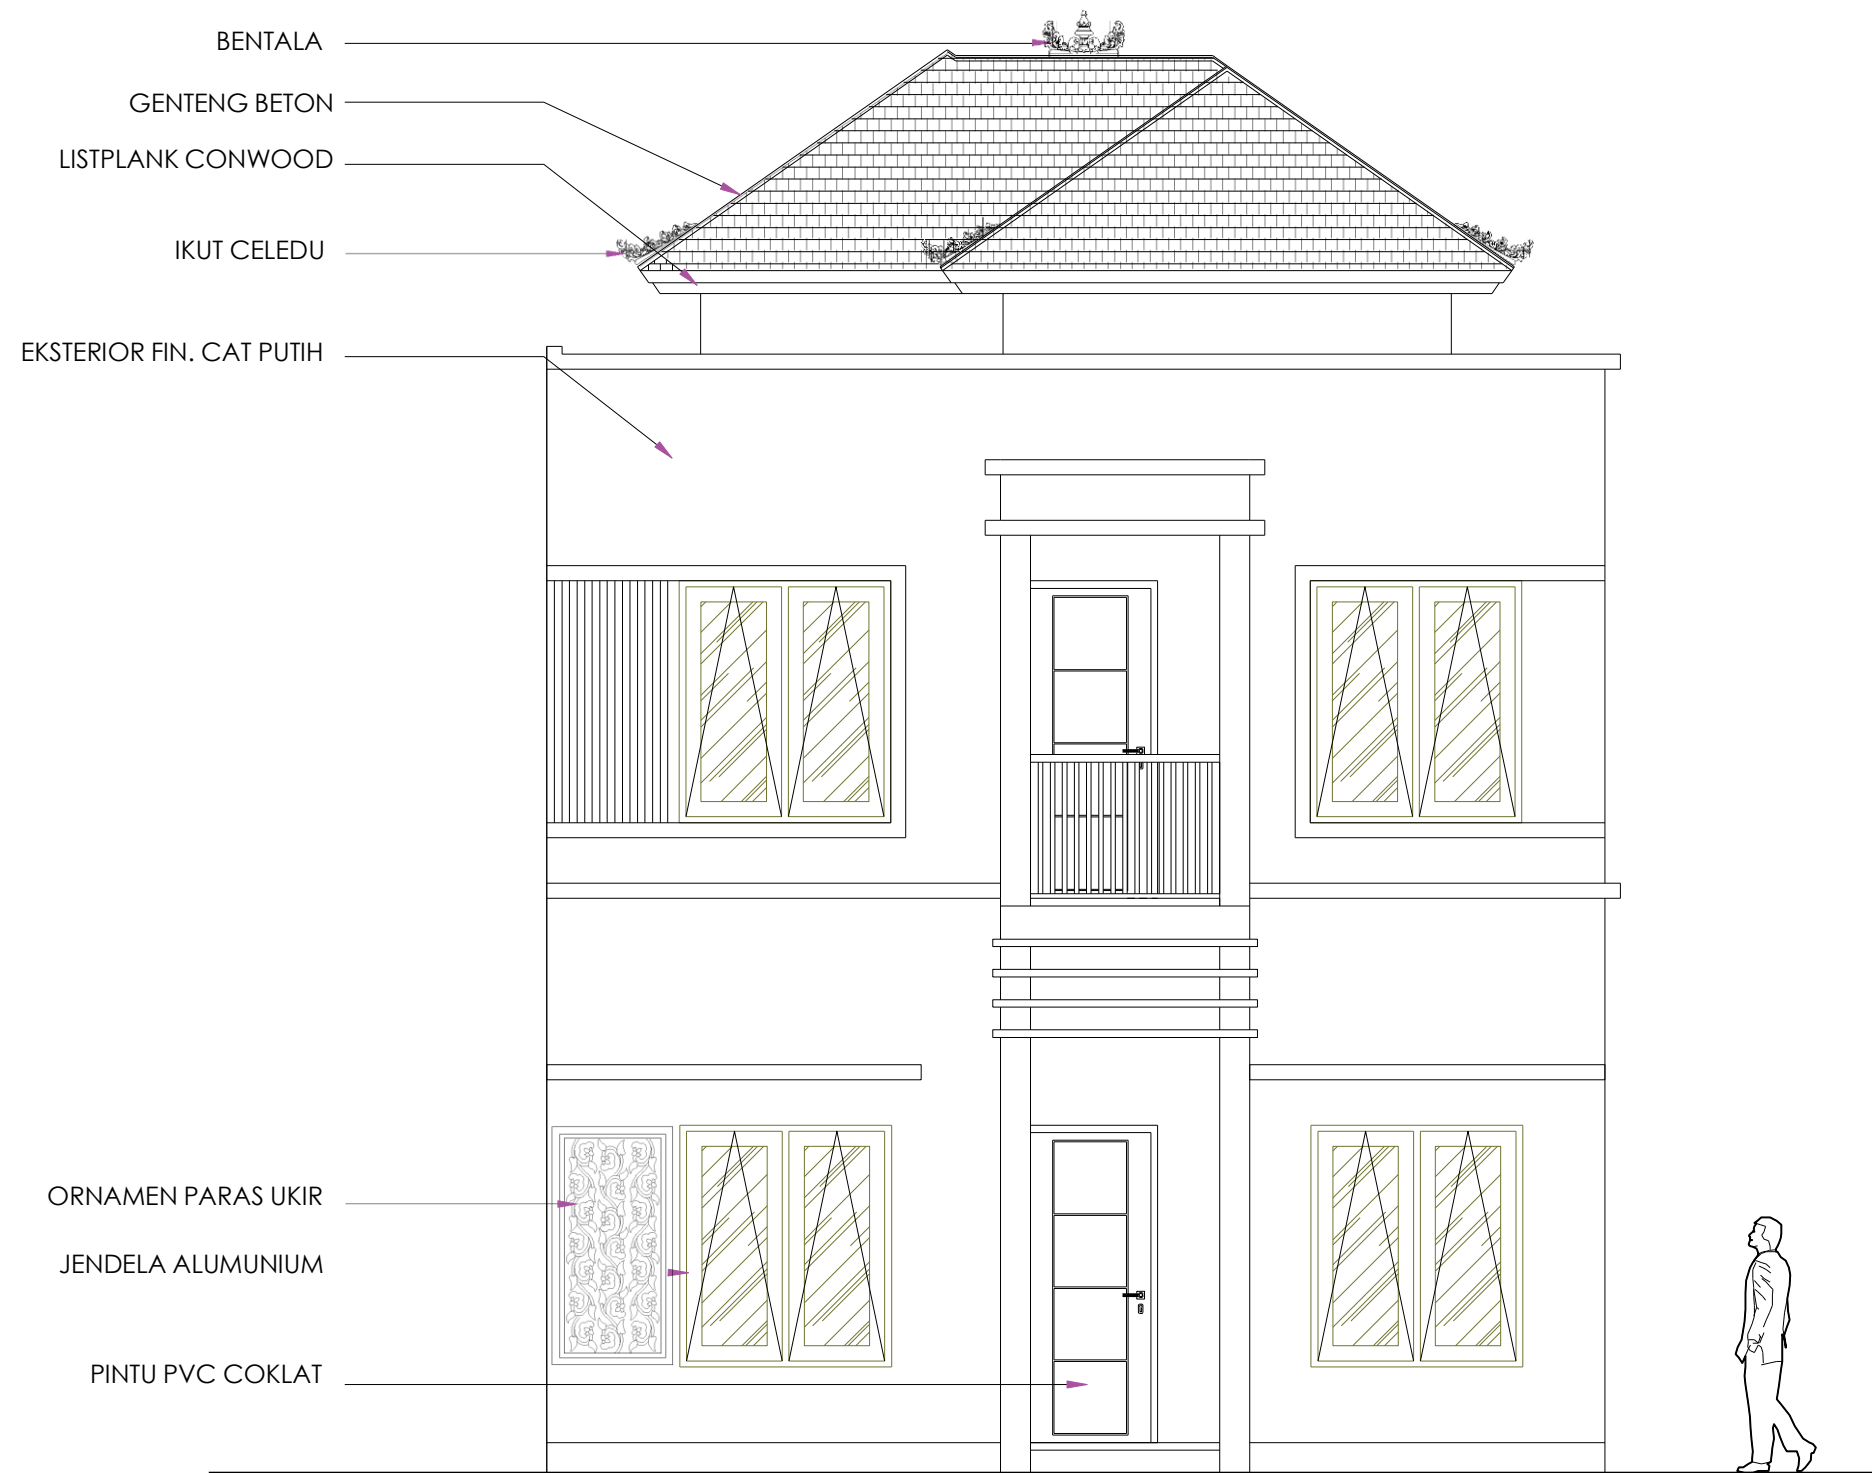 BENTALA
GENTENG BETON
LISTPLANK CONWOOD
IKUT CELEDU
EKSTERIOR FIN. CAT PUTIH
ORNAMEN PARAS UKIR
JENDELA ALUMUNIUM
PINTU PVC COKLAT